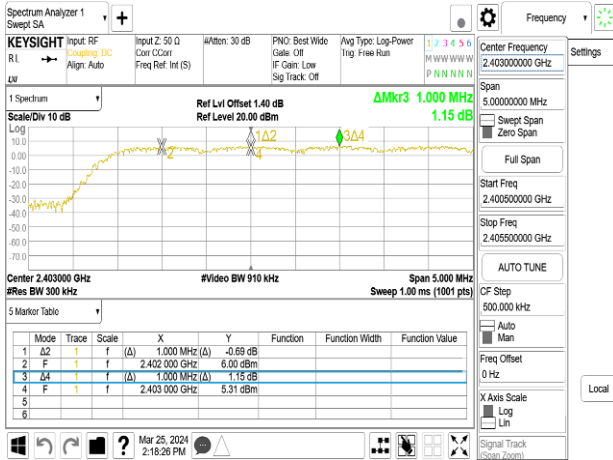 Spectrum Analyzer 1
Swept SA
+
Frequency
KEYSIGHT
RL
Input: RF
Coupling: DC
Align: Auto
Input Z: 50 Ω
Corr CCorr
Freq Ref: Int (S)
#Atten: 30 dB
PNO: Best Wide
Gate: Off
IF Gain: Low
Sig Track: Off
Avg Type: Log-Power
Trig: Free Run
1 2 3 4 5 6
M W W W W W
P N N N N N
Center Frequency
2.403000000 GHz
Settings
1 Spectrum
Scale/Div 10 dB
Ref Lvl Offset 1.40 dB
Ref Level 20.00 dBm
ΔMkr3 1.000 MHz
1.15 dB
Span
5.00000000 MHz
Swept Span
Zero Span
Full Span
Start Freq
2.400500000 GHz
Stop Freq
2.405500000 GHz
AUTO TUNE
CF Step
500.000 kHz
Auto
Man
Freq Offset
0 Hz
X Axis Scale
Log
Lin
Local
Signal Track
(Span Zoom)
Log
10.0
0.00
-10.0
-20.0
-30.0
-40.0
-50.0
-60.0
-70.0
2
1Δ2
4
3Δ4
Center 2.403000 GHz
#Video BW 910 kHz
Span 5.000 MHz
#Res BW 300 kHz
Sweep 1.00 ms (1001 pts)
5 Marker Table
Mode Trace Scale X Y Function Function Width Function Value
1 Δ2 1 f (Δ) 1.000 MHz (Δ) -0.69 dB
2 F 1 f 2.402 000 GHz 6.00 dBm
3 Δ4 1 f (Δ) 1.000 MHz (Δ) 1.15 dB
4 F 1 f 2.403 000 GHz 5.31 dBm
5
6
?
Mar 25, 2024
2:18:26 PM